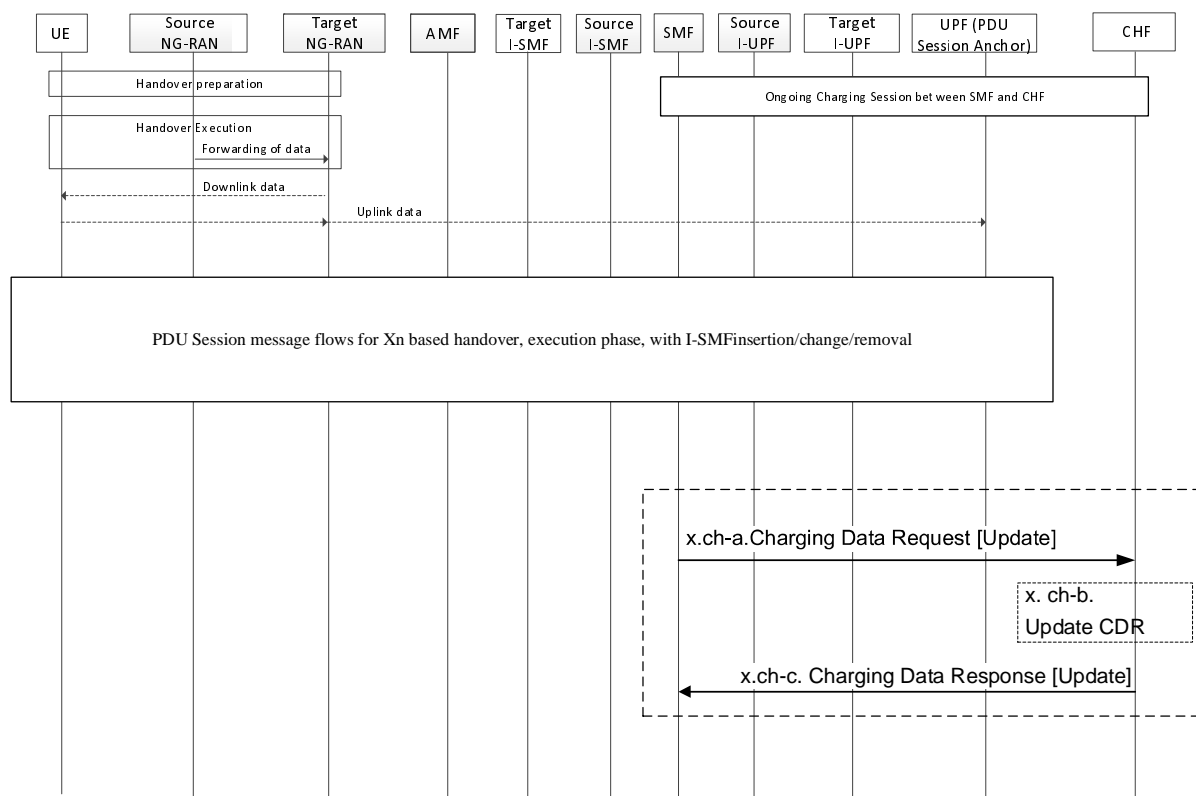 UE
Source
NG-RAN
Target
NG-RAN
AMF
Target
I-SMF
Source
I-SMF
SMF
Source
I-UPF
Target
I-UPF
UPF (PDU
Session Anchor)
CHF
Handover preparation
Ongoing Charging Session between SMF and CHF
Handover Execution
Forwarding of data
Downlink data
Uplink data
PDU Session message flows for Xn based handover, execution phase, with I-SMFinsertion/change/removal
x.ch-a.Charging Data Request [Update]
x. ch-b.
Update CDR
x.ch-c. Charging Data Response [Update]